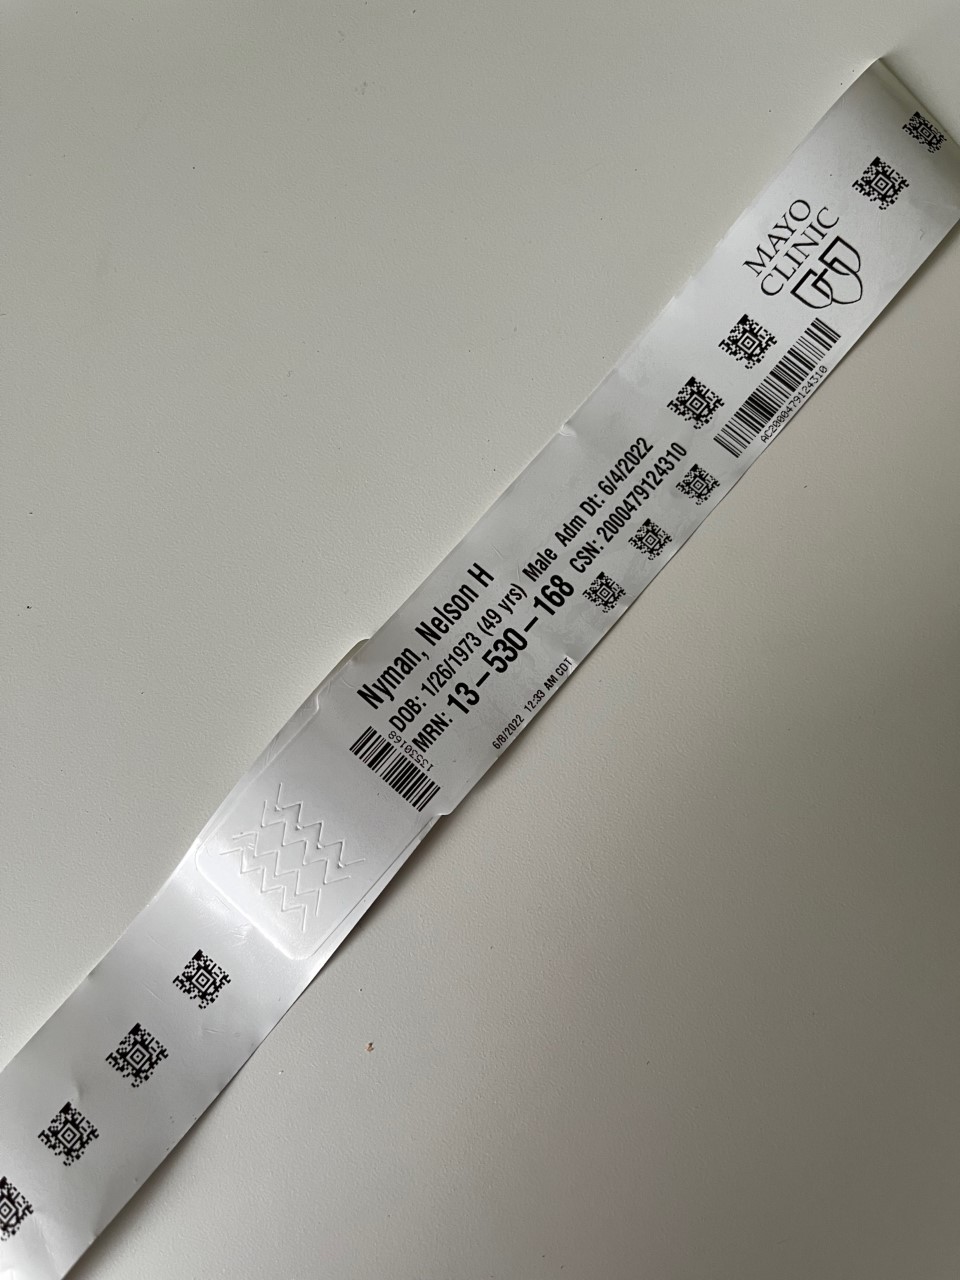 MAYO
CLINIC
AC2000479124310
Nyman, Nelson H
DOB: 1/26/1973 (49 yrs) Male Adm Dt: 6/4/2022
MRN: 13–530–168 CSN: 2000479124310
13530168
6/8/2022 12:33 AM CDT